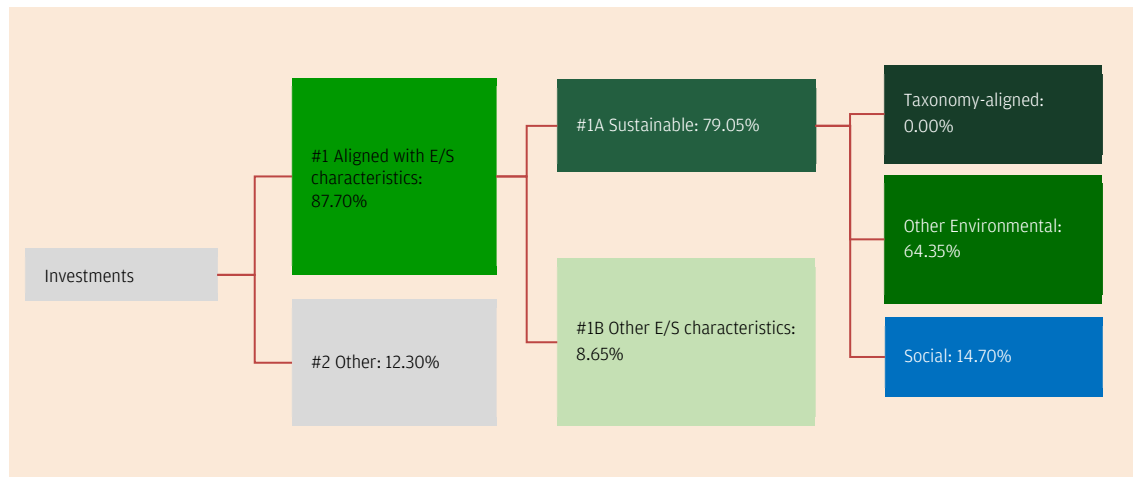 Investments
#1 Aligned with E/S
characteristics:
87.70%
#2 Other: 12.30%
#1A Sustainable: 79.05%
#1B Other E/S characteristics:
8.65%
Taxonomy-aligned:
0.00%
Other Environmental:
64.35%
Social: 14.70%